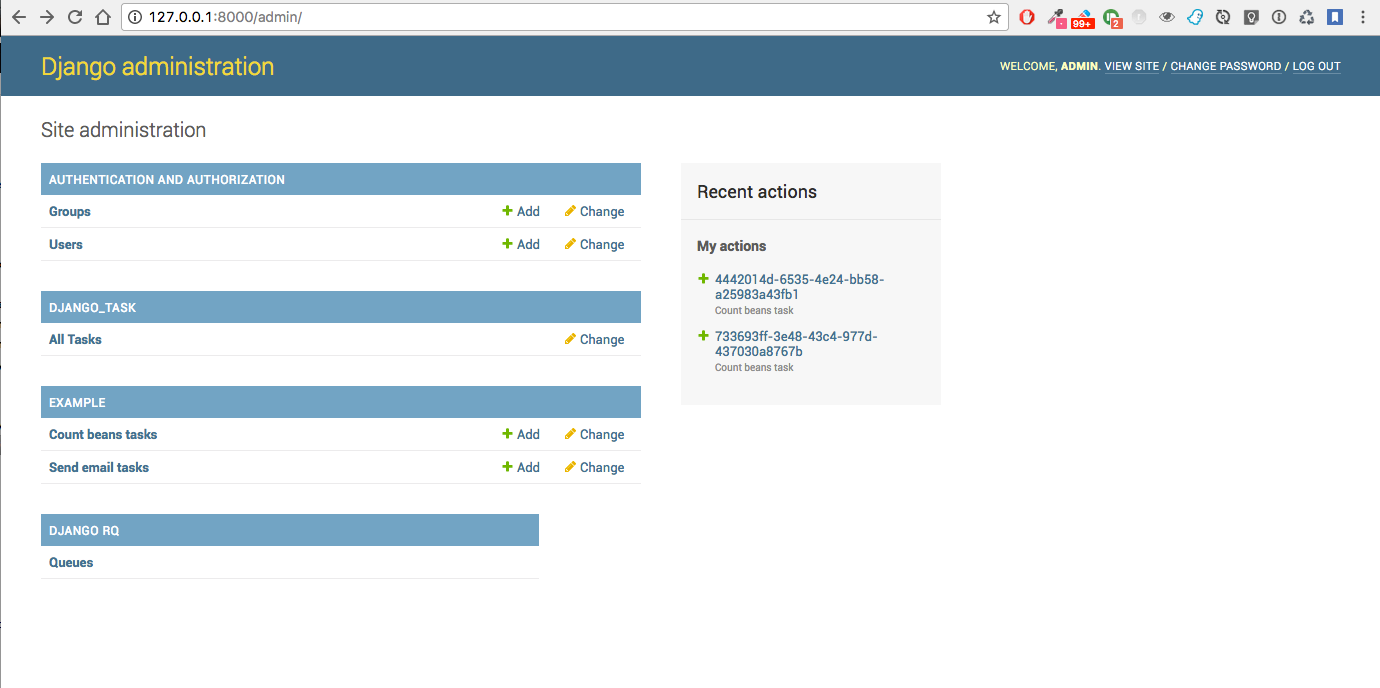 127.0.0.1:8000/admin/
99+
2
Django administration
WELCOME, ADMIN. VIEW SITE / CHANGE PASSWORD / LOG OUT
Site administration
AUTHENTICATION AND AUTHORIZATION
Groups Add Change
Users Add Change
DJANGO_TASK
All Tasks Change
EXAMPLE
Count beans tasks Add Change
Send email tasks Add Change
DJANGO RQ
Queues
Recent actions
My actions
4442014d-6535-4e24-bb58-
a25983a43fb1
Count beans task
733693ff-3e48-43c4-977d-
437030a8767b
Count beans task